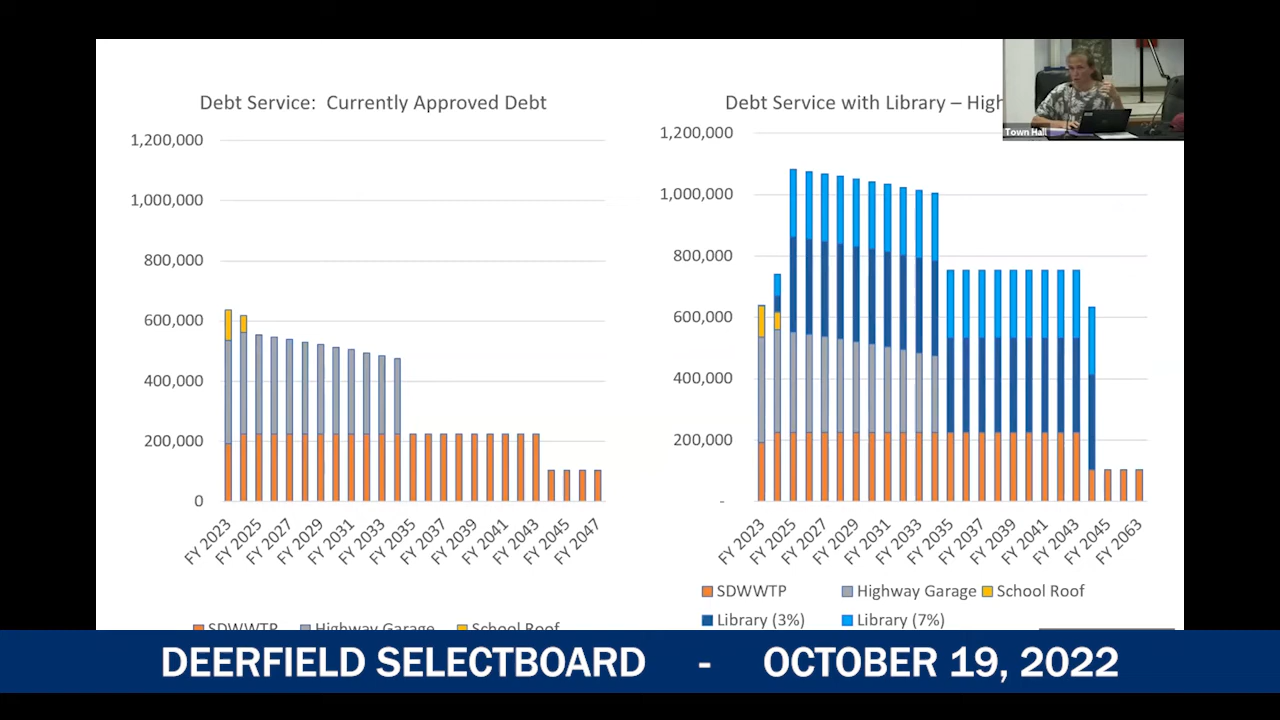 Debt Service: Currently Approved Debt
1,200,000
1,000,000
800,000
600,000
400,000
200,000
0
FY 2023
FY 2025
FY 2027
FY 2029
FY 2031
FY 2033
FY 2035
FY 2037
FY 2039
FY 2041
FY 2043
FY 2045
FY 2047
SDWWTP Highway Garage School Roof
Debt Service with Library – High
Town Hall
1,200,000
1,000,000
800,000
600,000
400,000
200,000
-
FY 2023
FY 2025
FY 2027
FY 2029
FY 2031
FY 2033
FY 2035
FY 2037
FY 2039
FY 2041
FY 2043
FY 2045
FY 2063
SDWWTP Highway Garage School Roof
Library (3%) Library (7%)
DEERFIELD SELECTBOARD - OCTOBER 19, 2022